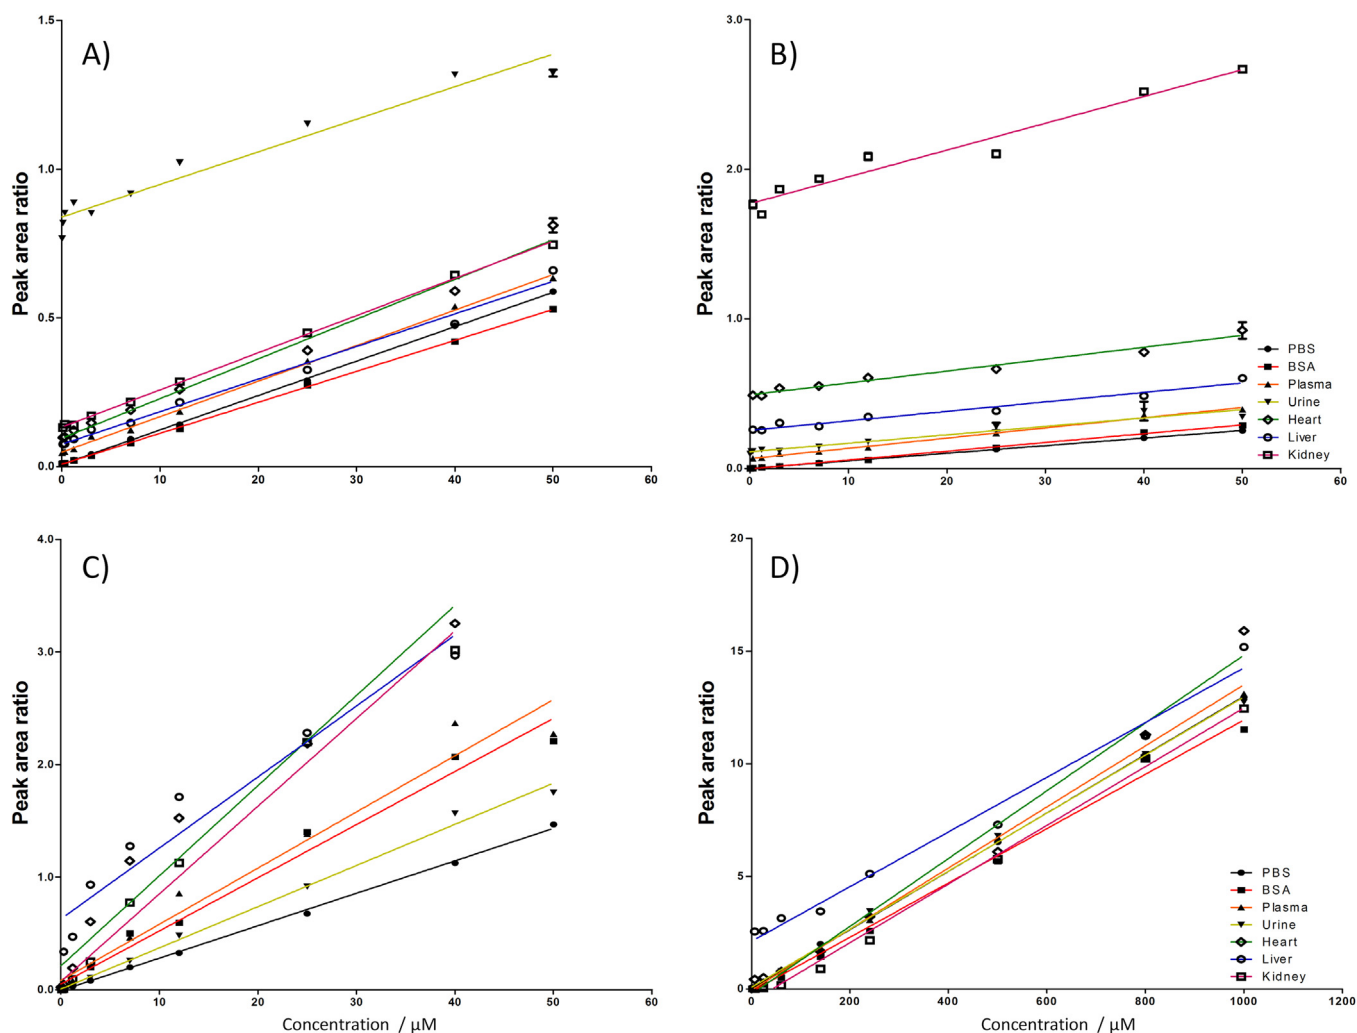 A)
Peak area ratio
1.5
1.0
0.5
0.0
0
10
20
30
40
50
60
B)
Peak area ratio
3.0
2.0
1.0
0.0
0
10
20
30
40
50
60
PBS
BSA
Plasma
Urine
Heart
Liver
Kidney
C)
Peak area ratio
4.0
3.0
2.0
1.0
0.0
0
10
20
30
40
50
60
Concentration / µM
D)
Peak area ratio
20
15
10
5
0
0
200
400
600
800
1000
1200
PBS
BSA
Plasma
Urine
Heart
Liver
Kidney
Concentration / µM